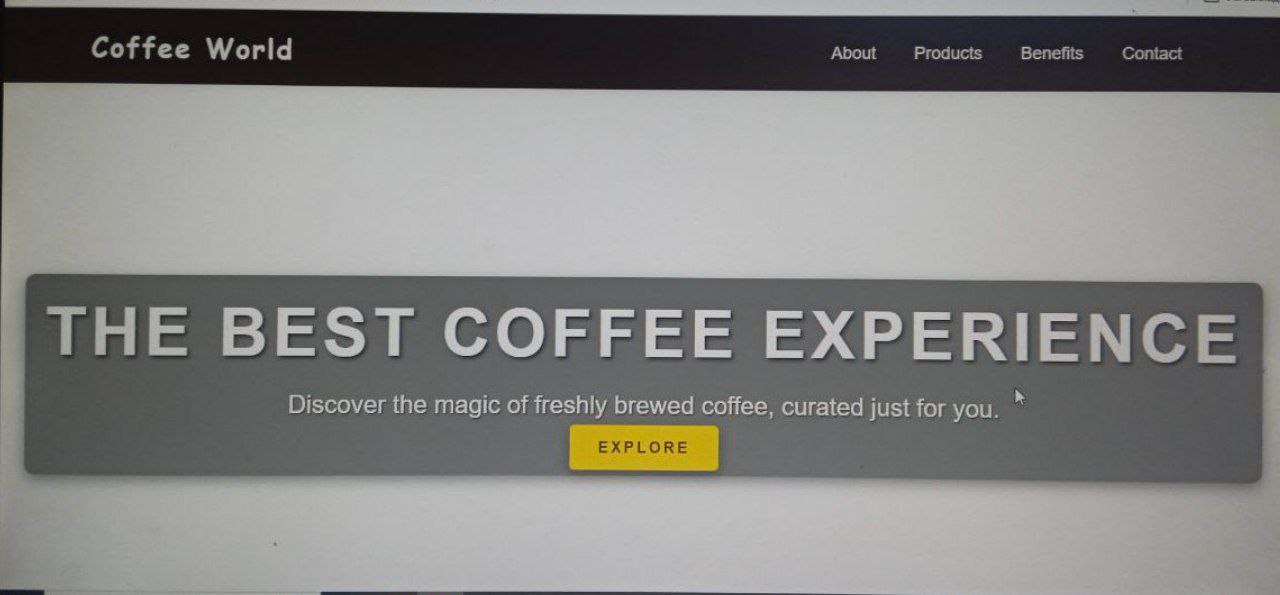 Coffee World
About Products Benefits Contact
THE BEST COFFEE EXPERIENCE
Discover the magic of freshly brewed coffee, curated just for you.
EXPLORE